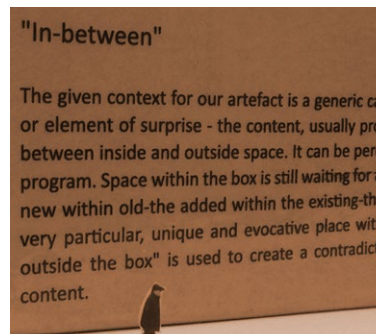 "In-between"
The given context for our artefact is a generic
or element of surprise - the content, usually
between inside and outside space. It can be
program. Space within the box is still waiting for
new within old-the added within the existing-
very particular, unique and evocative place
outside the box" is used to create a
content.